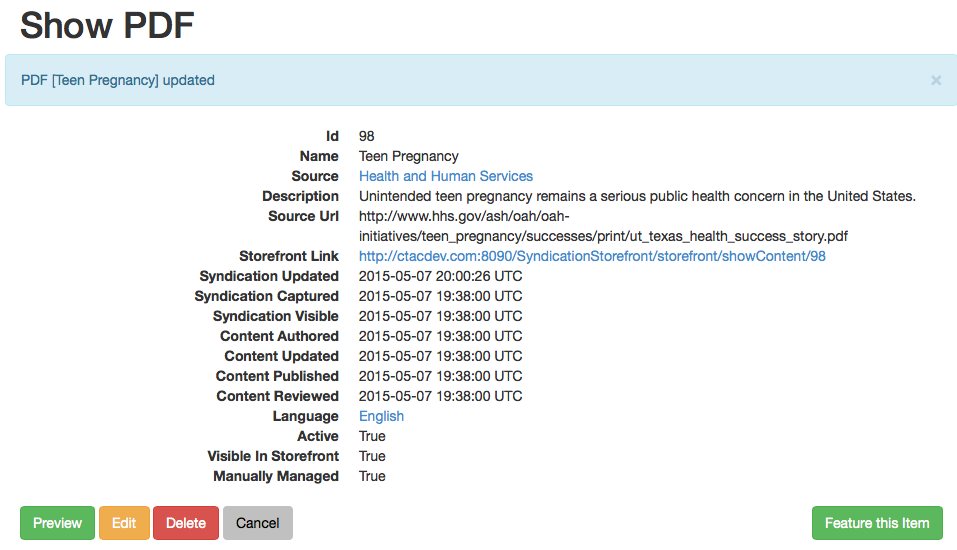 Show PDF
PDF [Teen Pregnancy] updated ×
Id 98
Name Teen Pregnancy
Source Health and Human Services
Description Unintended teen pregnancy remains a serious public health concern in the United States.
Source Url http://www.hhs.gov/ash/oah/oah-
initiatives/teen_pregnancy/successes/print/ut_texas_health_success_story.pdf
Storefront Link http://ctacdev.com:8090/SyndicationStorefront/storefront/showContent/98
Syndication Updated 2015-05-07 20:00:26 UTC
Syndication Captured 2015-05-07 19:38:00 UTC
Syndication Visible 2015-05-07 19:38:00 UTC
Content Authored 2015-05-07 19:38:00 UTC
Content Updated 2015-05-07 19:38:00 UTC
Content Published 2015-05-07 19:38:00 UTC
Content Reviewed 2015-05-07 19:38:00 UTC
Language English
Active True
Visible In Storefront True
Manually Managed True
Preview Edit Delete Cancel Feature this Item